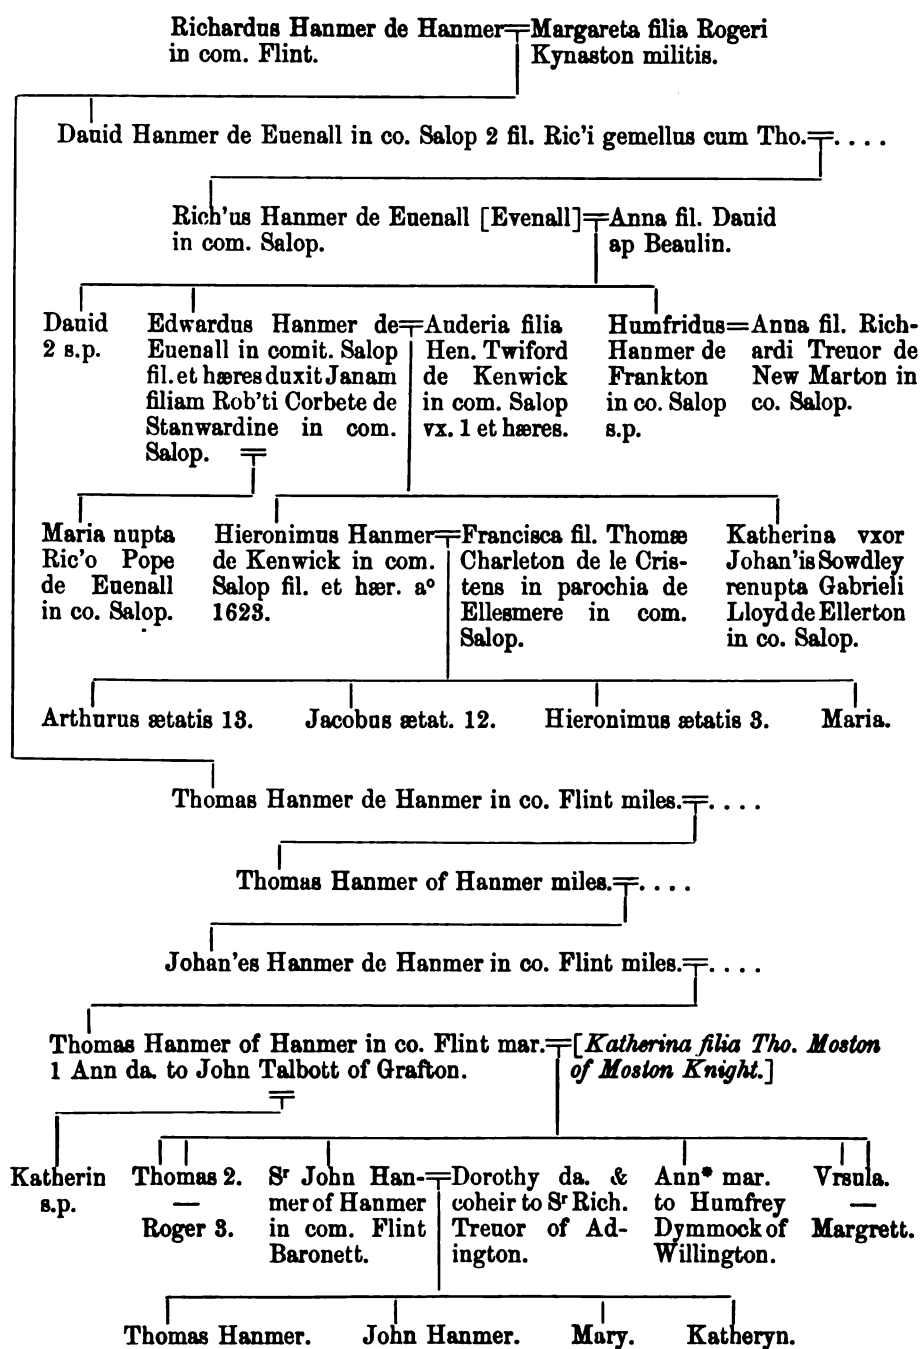 Richardus Hanmer de Hanmer=Margareta filia Rogeri
in com. Flint. Kynaston militis.
Dauid Hanmer de Euenall in co. Salop 2 fil. Ric'i gemellus cum Tho.=. . . .
Rich'us Hanmer de Euenall [Evenall]=Anna fil. Dauid
in com. Salop. ap Beaulin.
Dauid
2 s.p.
Edwardus Hanmer de=
Euenall in comit. Salop
fil. et hæres duxit Janam
filiam Rob'ti Corbete de
Stanwardine in com.
Salop.
Auderia filia
Hen. Twiford
de Kenwick
in com. Salop
vx. 1 et hæres.
Humfridus=
Hanmer de
Frankton
in co. Salop
s.p.
Anna fil. Rich-
ardi Treuor de
New Marton in
co. Salop.
Maria nupta
Ric'o Pope
de Euenall
in co. Salop.
Hieronimus Hanmer=
de Kenwick in com.
Salop fil. et hær. aº
1623.
Francisca fil. Thomæ
Charleton de le Cris-
tens in parochia de
Ellesmere in com.
Salop.
Katherina vxor
Johan'is Sowdley
renupta Gabrieli
Lloyd de Ellerton
in co. Salop.
Arthurus ætatis 13. Jacobus ætat. 12. Hieronimus ætatis 3. Maria.
Thomas Hanmer de Hanmer in co. Flint miles.=. . . .
Thomas Hanmer of Hanmer miles.=. . . .
Johan'es Hanmer de Hanmer in co. Flint miles.=. . . .
Thomas Hanmer of Hanmer in co. Flint mar.=[Katherina filia Tho. Moston
1 Ann da. to John Talbott of Grafton. of Moston Knight.]
Katherin
s.p.
Thomas 2.
—
Roger 3.
Sʳ John Han-=
mer of Hanmer
in com. Flint
Baronett.
Dorothy da. &
coheir to Sʳ Rich.
Treuor of Ad-
ington.
Ann* mar.
to Humfrey
Dymmock of
Willington.
Vrsula.
—
Margrett.
Thomas Hanmer. John Hanmer. Mary. Katheryn.